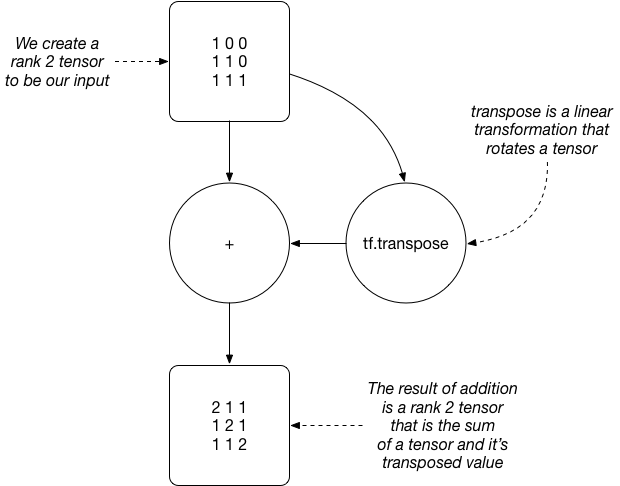 We create a
rank 2 tensor
to be our input
1 0 0
1 1 0
1 1 1
transpose is a linear
transformation that
rotates a tensor
+
tf.transpose
2 1 1
1 2 1
1 1 2
The result of addition
is a rank 2 tensor
that is the sum
of a tensor and it's
transposed value